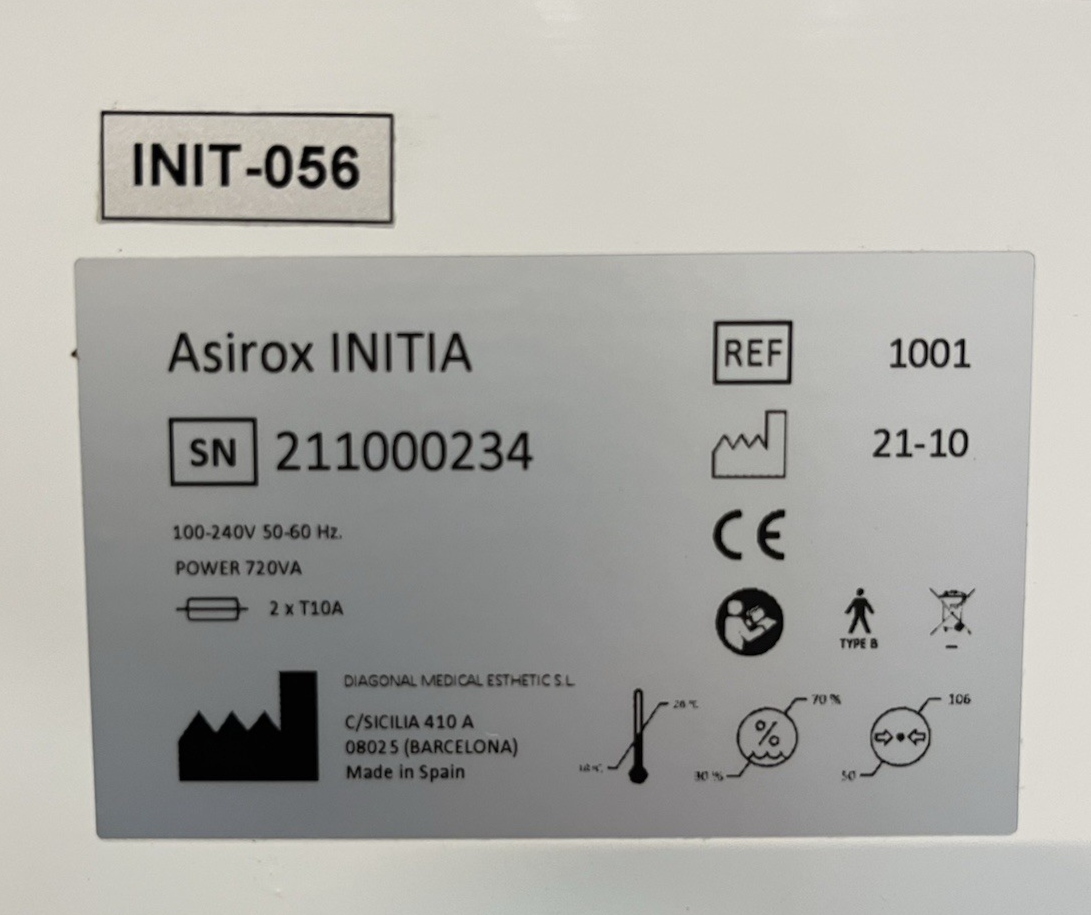 INIT-056
Asirox INITIA
REF 1001
SN 211000234
21-10
CE
100-240V 50-60 Hz.
POWER 720VA
2 x T10A
TYPE B
DIAGONAL MEDICAL ESTHETIC S.L
C/SICILIA 410 A
08025 (BARCELONA)
Made in Spain
% 70 %
30 %
106
50